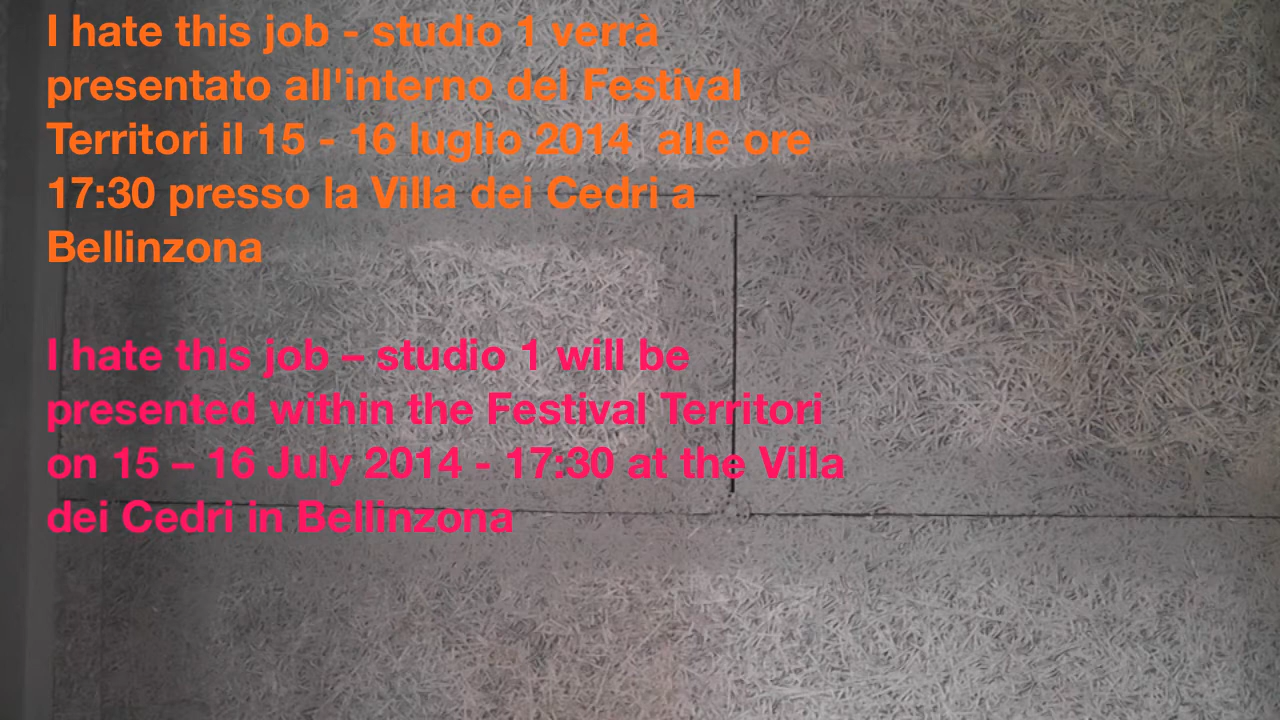 I hate this job - studio 1 verrà
presentato all'interno del Festival
Territori il 15 - 16 luglio 2014  alle ore
17:30 presso la Villa dei Cedri a
Bellinzona
I hate this job – studio 1 will be
presented within the Festival Territori
on 15 – 16 July 2014 - 17:30 at the Villa
dei Cedri in Bellinzona